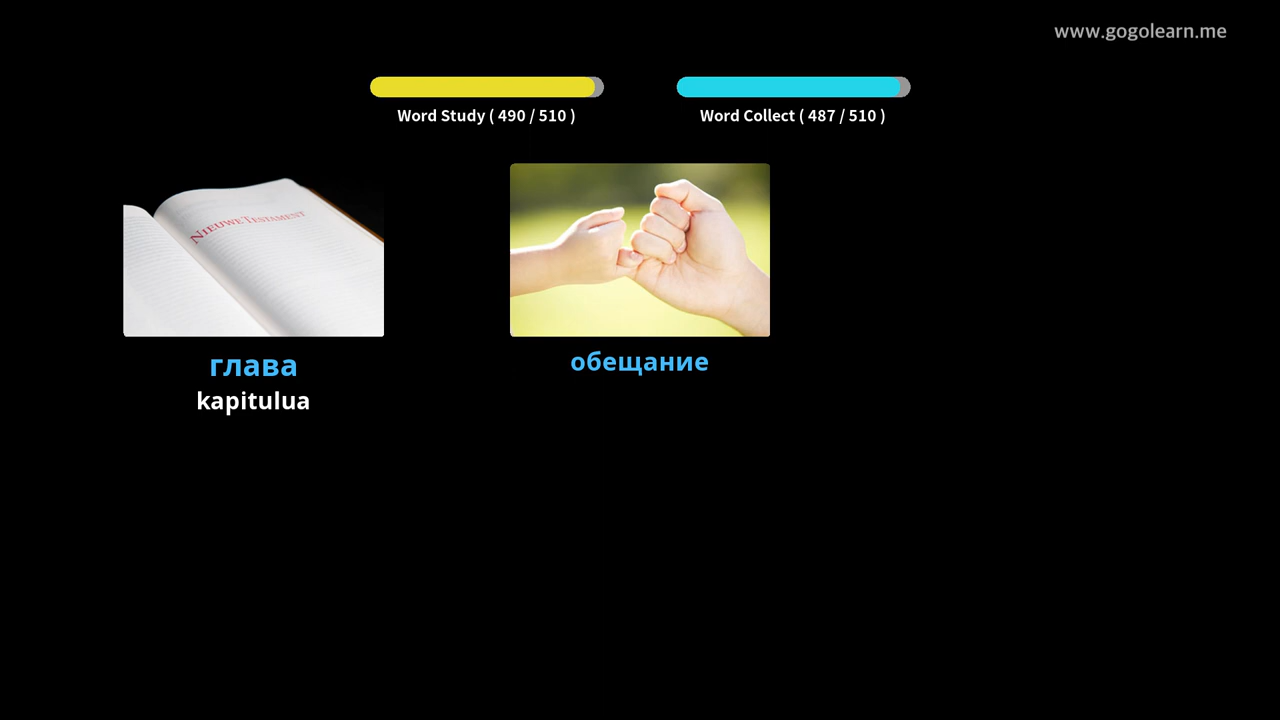 www.gogolearn.me
Word Study ( 490 / 510 )
Word Collect ( 487 / 510 )
NIEUWE TESTAMENT
глава
kapitulua
обещание